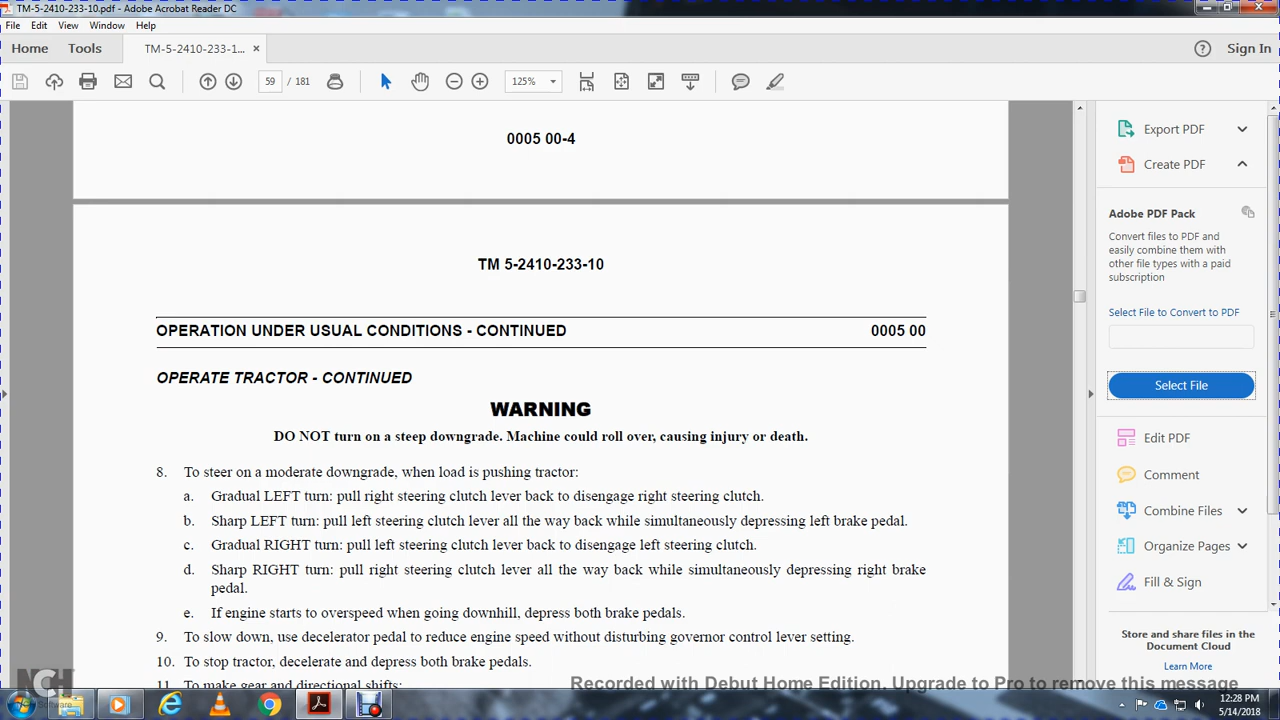 TM-5-2410-233-10.pdf - Adobe Acrobat Reader DC
File Edit View Window Help
Home Tools TM-5-2410-233-1... × Sign In
59 / 181 125%
Export PDF
Create PDF
Adobe PDF Pack
Convert files to PDF and
easily combine them with
other file types with a paid
subscription
Select File to Convert to PDF
Select File
Edit PDF
Comment
Combine Files
Organize Pages
Fill & Sign
Store and share files in the
Document Cloud
Learn More
0005 00-4
TM 5-2410-233-10
OPERATION UNDER USUAL CONDITIONS - CONTINUED 0005 00
OPERATE TRACTOR - CONTINUED
WARNING
DO NOT turn on a steep downgrade. Machine could roll over, causing injury or death.
8. To steer on a moderate downgrade, when load is pushing tractor:
a. Gradual LEFT turn: pull right steering clutch lever back to disengage right steering clutch.
b. Sharp LEFT turn: pull left steering clutch lever all the way back while simultaneously depressing left brake pedal.
c. Gradual RIGHT turn: pull left steering clutch lever back to disengage left steering clutch.
d. Sharp RIGHT turn: pull right steering clutch lever all the way back while simultaneously depressing right brake
pedal.
e. If engine starts to overspeed when going downhill, depress both brake pedals.
9. To slow down, use decelerator pedal to reduce engine speed without disturbing governor control lever setting.
10. To stop tractor, decelerate and depress both brake pedals.
11. To make gear and directional shifts:
NCH Software
Recorded with Debut Home Edition. Upgrade to Pro to remove this message
12:28 PM
5/14/2018